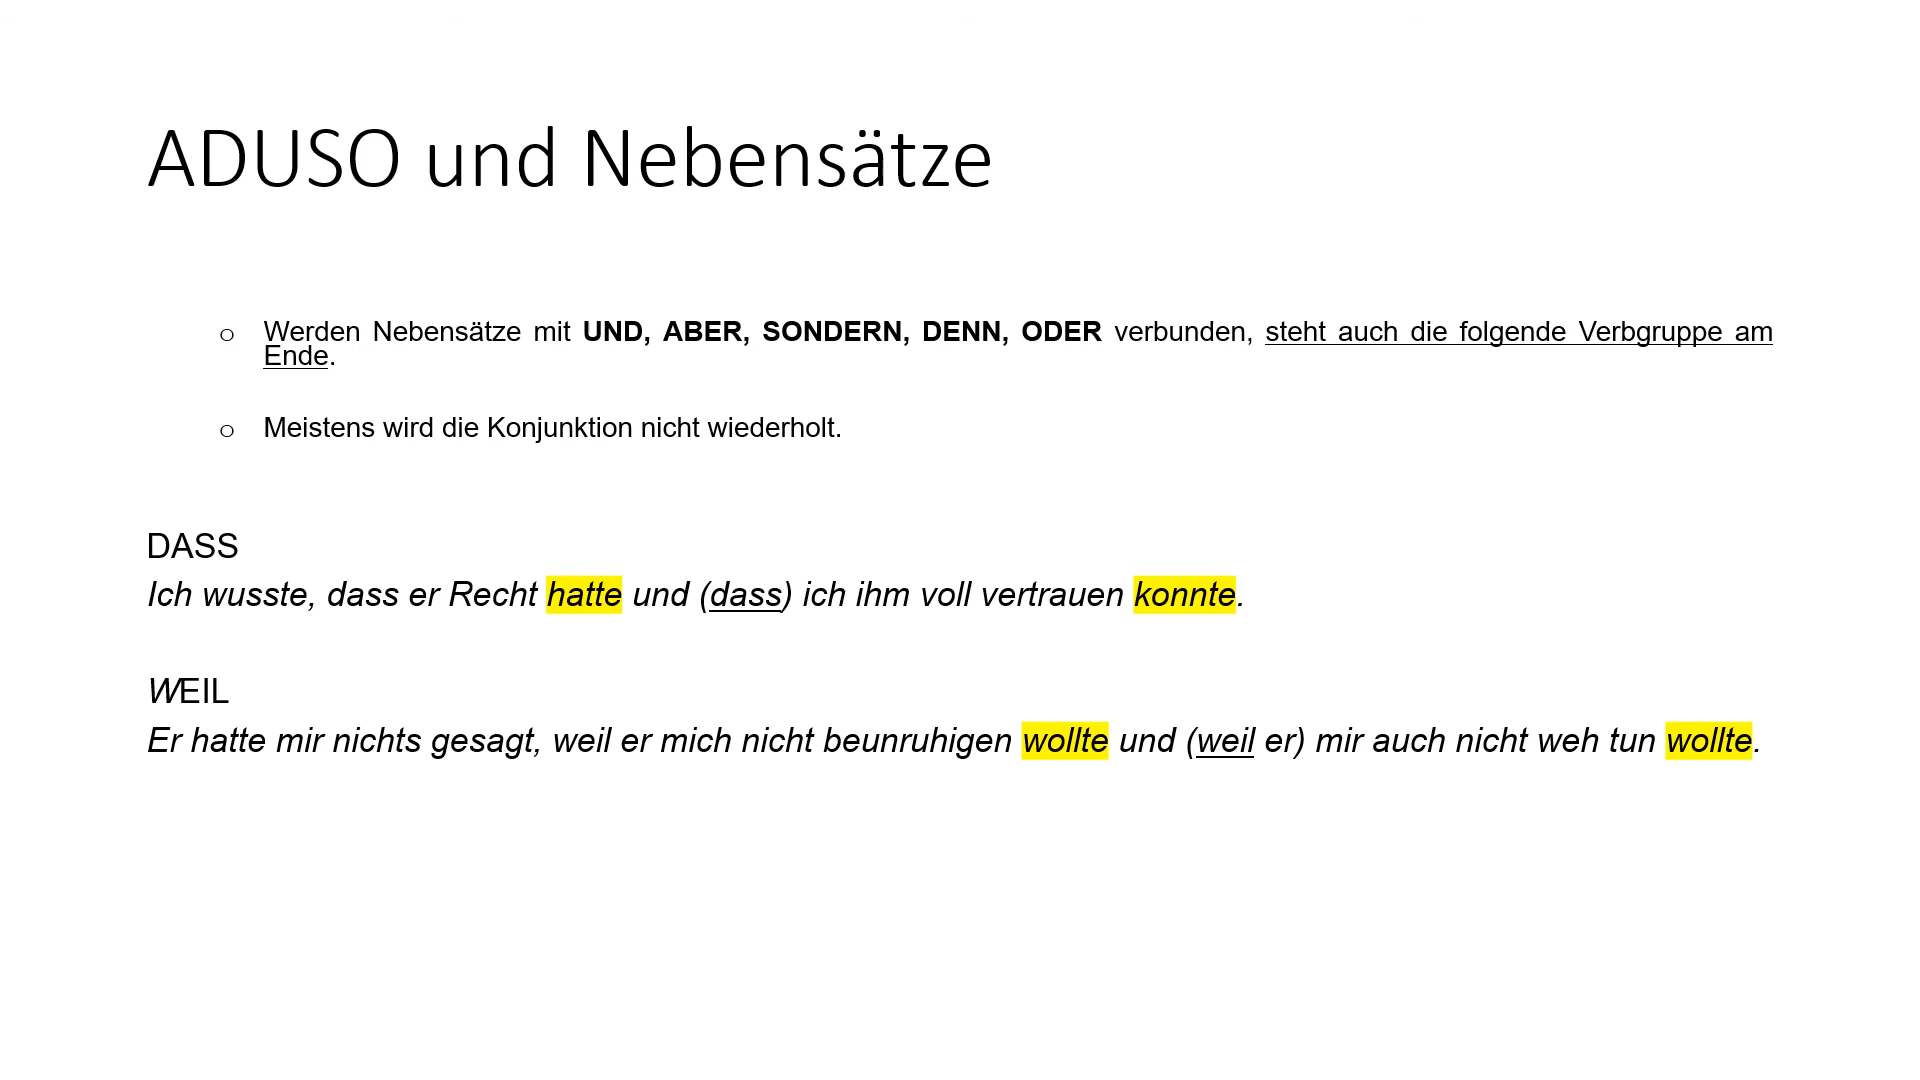 ADUSO und Nebensätze
o Werden Nebensätze mit UND, ABER, SONDERN, DENN, ODER verbunden, steht auch die folgende Verbgruppe am
Ende.
o Meistens wird die Konjunktion nicht wiederholt.
DASS
Ich wusste, dass er Recht hatte und (dass) ich ihm voll vertrauen konnte.
WEIL
Er hatte mir nichts gesagt, weil er mich nicht beunruhigen wollte und (weil er) mir auch nicht weh tun wollte.